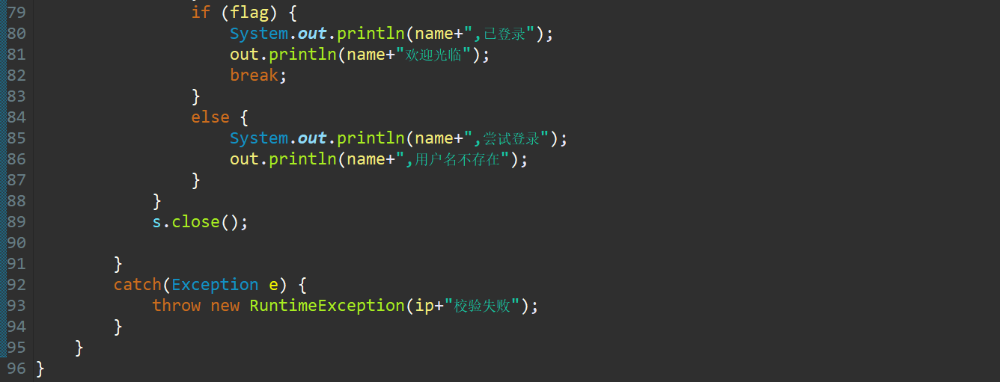 79 if (flag) {
80 System.out.println(name+",已登录");
81 out.println(name+"欢迎光临");
82 break;
83 }
84 else {
85 System.out.println(name+",尝试登录");
86 out.println(name+",用户名不存在");
87 }
88 }
89 s.close();
90
91 }
92 catch(Exception e) {
93 throw new RuntimeException(ip+"校验失败");
94 }
95 }
96 }